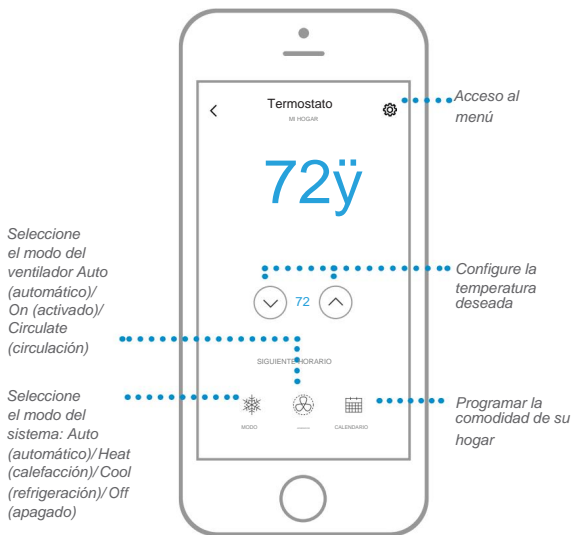 Termostato
MI HOGAR
72ÿ
72
SIGUIENTE HORARIO
MODO
CALENDARIO
Acceso al
menú
Configure la
temperatura
deseada
Programar la
comodidad de su
hogar
Seleccione
el modo del
ventilador Auto
(automático)/
On (activado)/
Circulate
(circulación)
Seleccione
el modo del
sistema: Auto
(automático)/ Heat
(calefacción)/ Cool
(refrigeración)/ Off
(apagado)